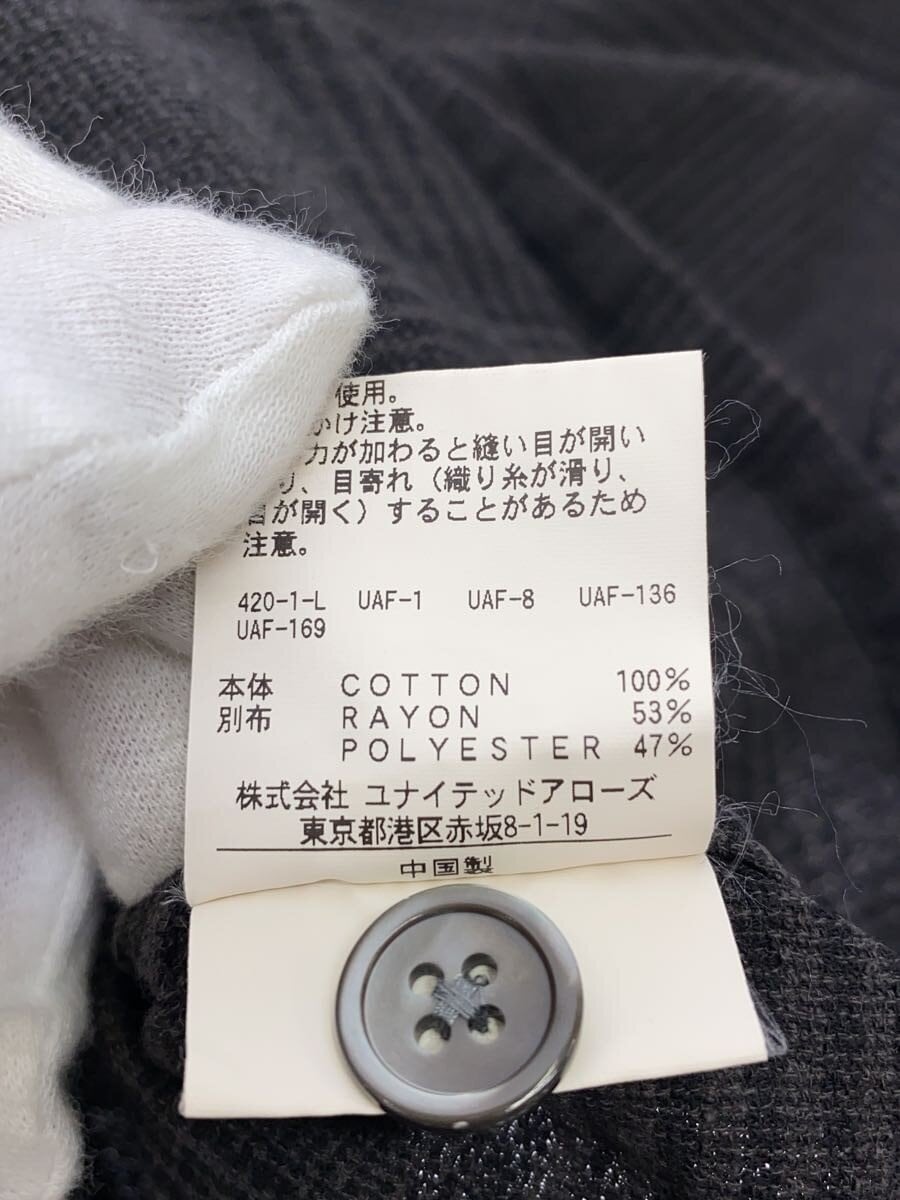 使用。
かけ注意。
力が加わると縫い目が開い
り、目寄れ（織り糸が滑り、
が開く）することがあるため
注意。
420-1-L UAF-1 UAF-8 UAF-136
UAF-169
本体 COTTON 100%
別布 RAYON 53%
POLYESTER 47%
株式会社 ユナイテッドアローズ
東京都港区赤坂8-1-19
中国製